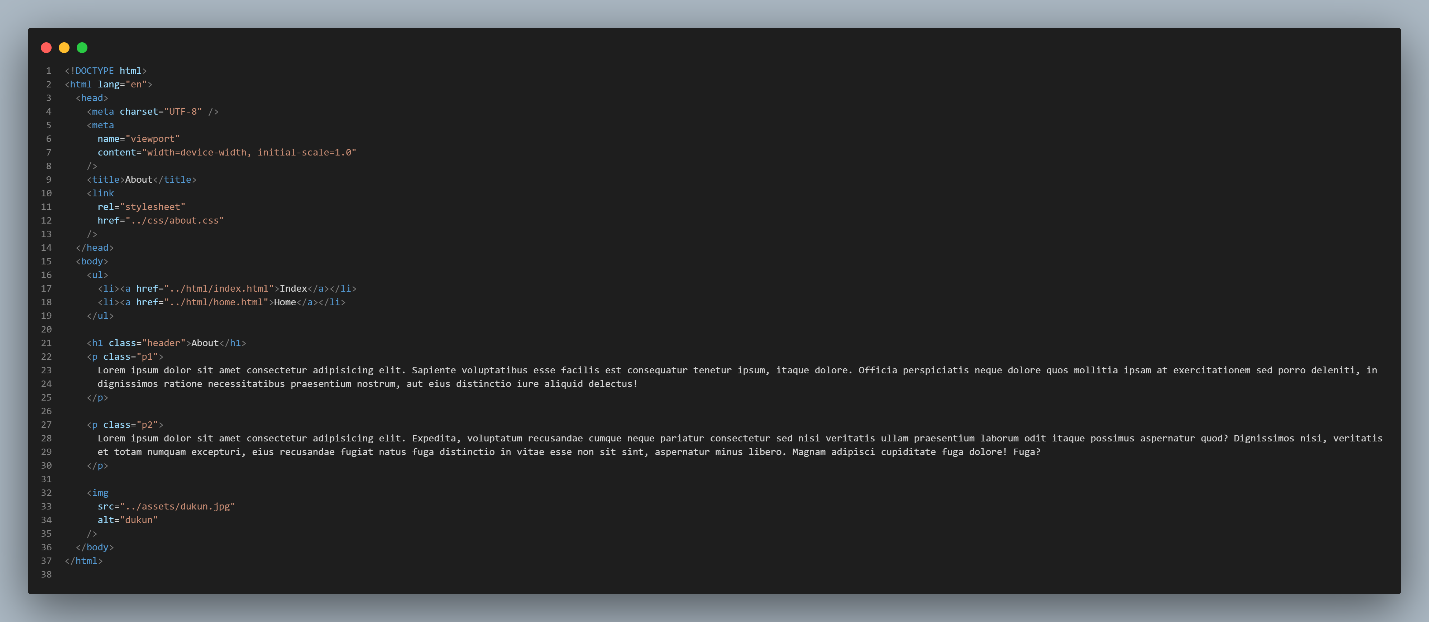 1 <!DOCTYPE html>
2 <html lang="en">
3 <head>
4 <meta charset="UTF-8" />
5 <meta
6 name="viewport"
7 content="width=device-width, initial-scale=1.0"
8 />
9 <title>About</title>
10 <link
11 rel="stylesheet"
12 href="../css/about.css"
13 />
14 </head>
15 <body>
16 <ul>
17 <li><a href="../html/index.html">Index</a></li>
18 <li><a href="../html/home.html">Home</a></li>
19 </ul>
20
21 <h1 class="header">About</h1>
22 <p class="p1">
23 Lorem ipsum dolor sit amet consectetur adipisicing elit. Sapiente voluptatibus esse facilis est consequatur tenetur ipsum, itaque dolore. Officia perspiciatis neque dolore quos mollitia ipsam at exercitationem sed porro deleniti, in
24 dignissimos ratione necessitatibus praesentium nostrum, aut eius distinctio iure aliquid delectus!
25 </p>
26
27 <p class="p2">
28 Lorem ipsum dolor sit amet consectetur adipisicing elit. Expedita, voluptatum recusandae cumque neque pariatur consectetur sed nisi veritatis ullam praesentium laborum odit itaque possimus aspernatur quod? Dignissimos nisi, veritatis
29 et totam numquam excepturi, eius recusandae fugiat natus fuga distinctio in vitae esse non sit sint, aspernatur minus libero. Magnam adipisci cupiditate fuga dolore! Fuga?
30 </p>
31
32 <img
33 src="../assets/dukun.jpg"
34 alt="dukun"
35 />
36 </body>
37 </html>
38